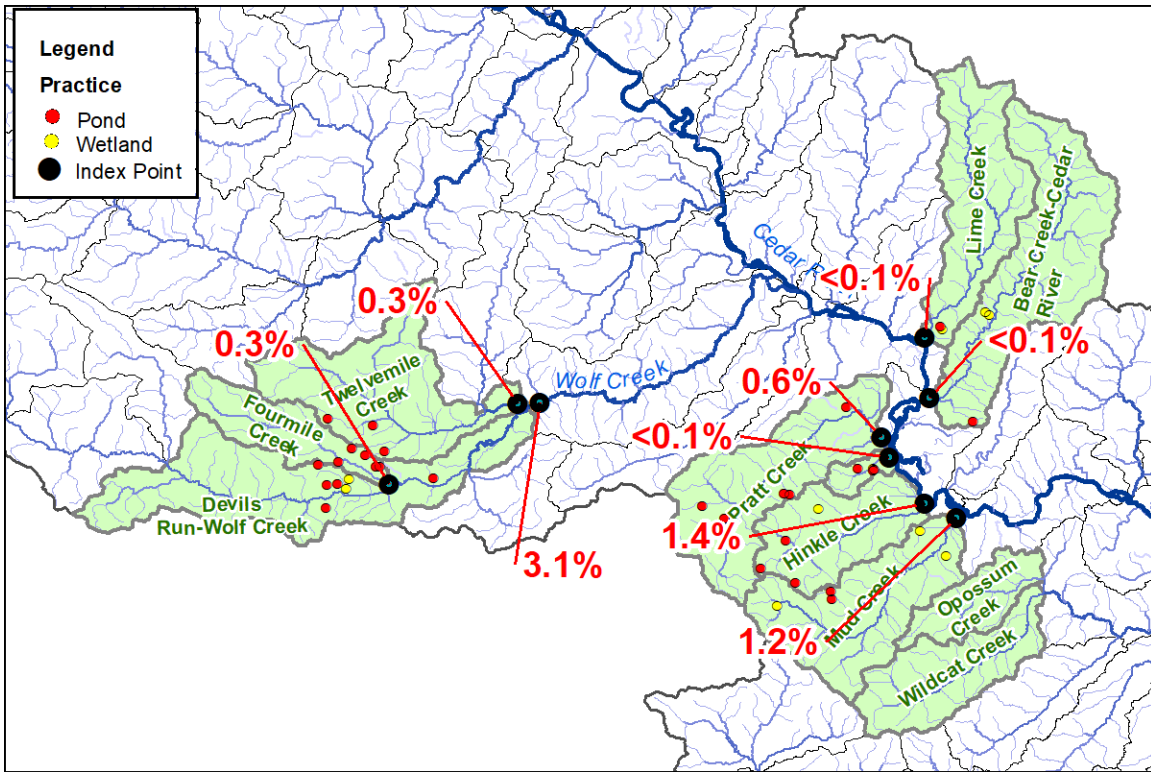 Legend
Practice
Pond
Wetland
Index Point
Lime Creek
Bear Creek-Cedar
River
Cedar R
<0.1%
0.3%
0.3%
<0.1%
Twelvemile
Creek
Wolf Creek
0.6%
Fourmile
Creek
<0.1%
Devils
Run-Wolf Creek
Pratt Creek
Hinkle Creek
1.4%
3.1%
Mud Creek
Opossum
Creek
1.2%
Wildcat Creek